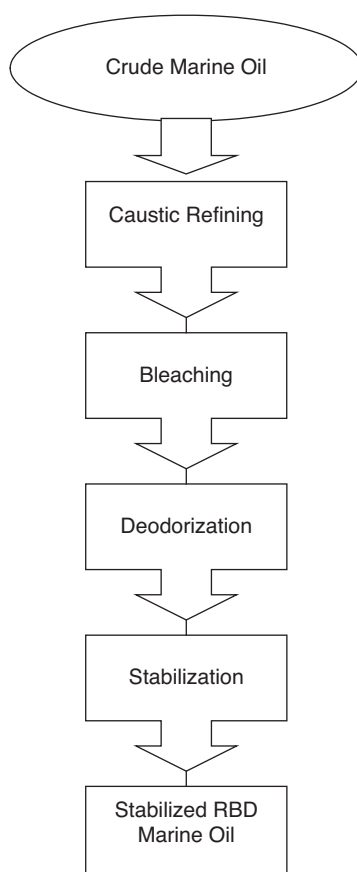 Crude Marine Oil
Caustic Refining
Bleaching
Deodorization
Stabilization
Stabilized RBD
Marine Oil